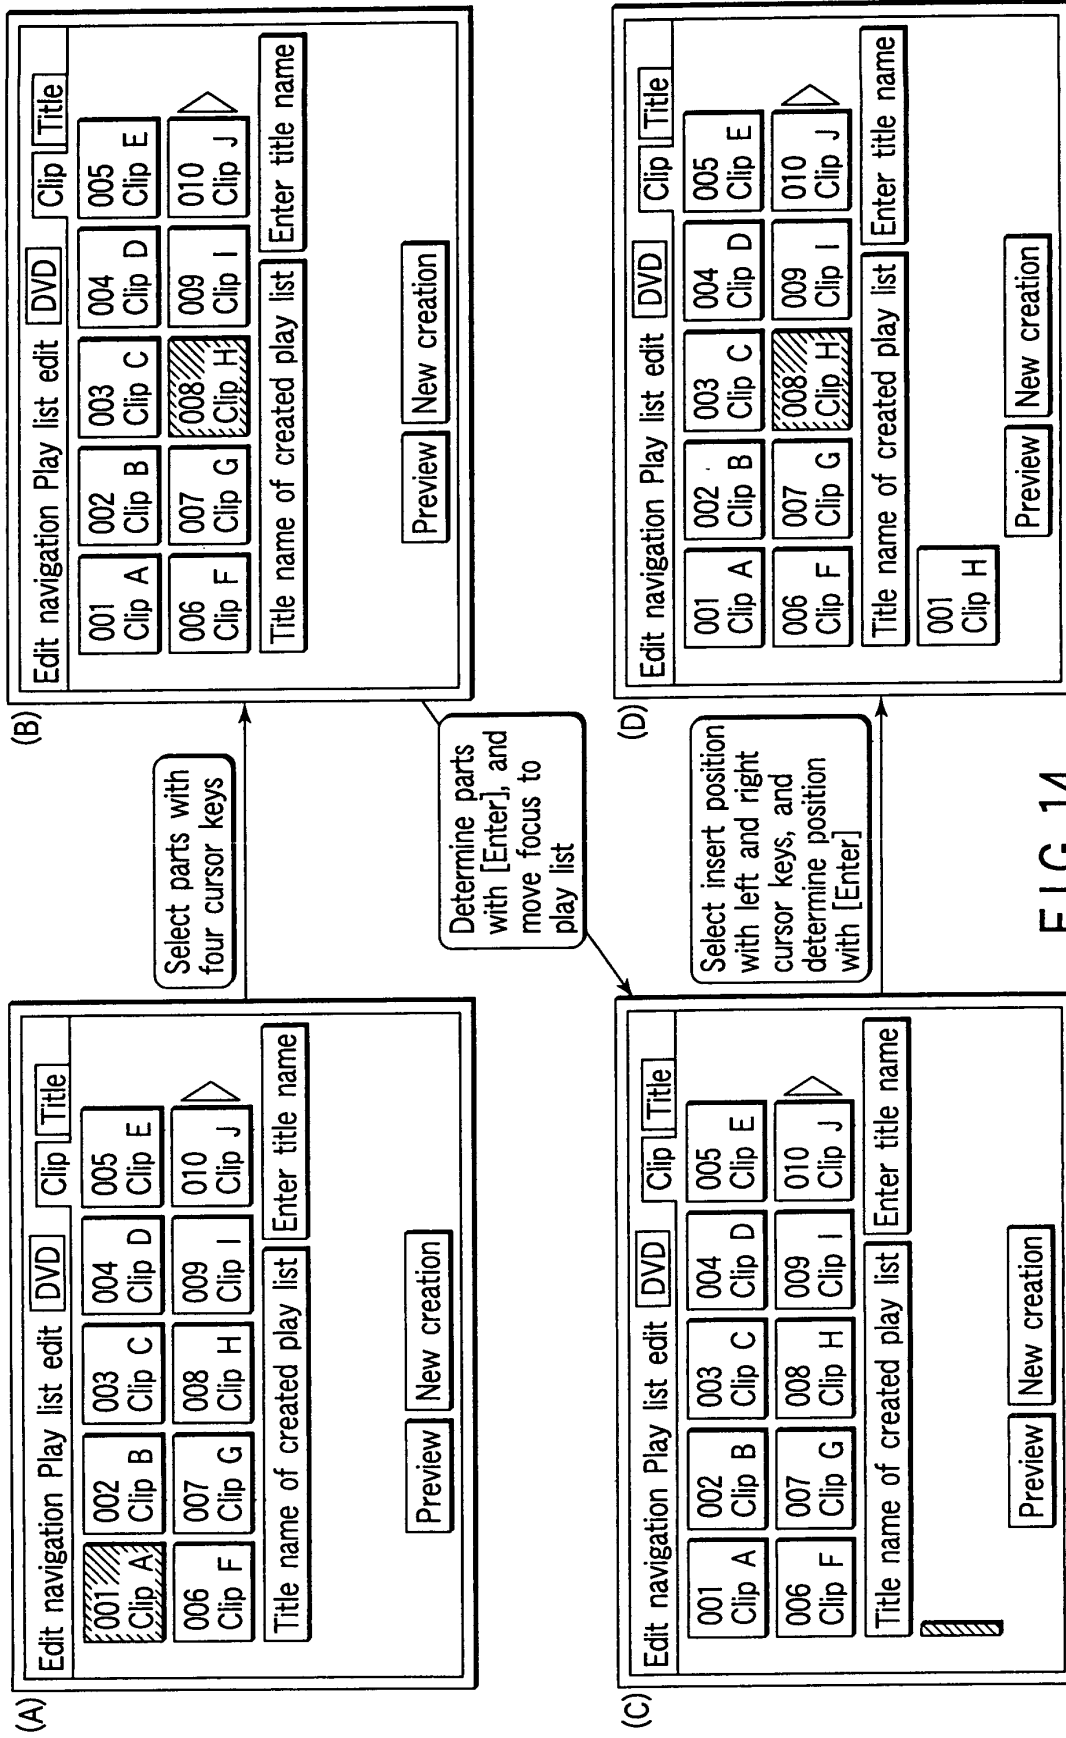 (A)
Edit navigation Play list edit DVD Clip Title
001 002 003 004 005
Clip A Clip B Clip C Clip D Clip E
006 007 008 009 010
Clip F Clip G Clip H Clip I Clip J
Title name of created play list Enter title name
Preview New creation
Select parts with
four cursor keys
(B)
Edit navigation Play list edit DVD Clip Title
001 002 003 004 005
Clip A Clip B Clip C Clip D Clip E
006 007 008 009 010
Clip F Clip G Clip H Clip I Clip J
Title name of created play list Enter title name
Preview New creation
Determine parts
with [Enter], and
move focus to
play list
(C)
Edit navigation Play list edit DVD Clip Title
001 002 003 004 005
Clip A Clip B Clip C Clip D Clip E
006 007 008 009 010
Clip F Clip G Clip H Clip I Clip J
Title name of created play list Enter title name
Preview New creation
Select insert position
with left and right
cursor keys, and
determine position
with [Enter]
(D)
Edit navigation Play list edit DVD Clip Title
001 002 003 004 005
Clip A Clip B Clip C Clip D Clip E
006 007 008 009 010
Clip F Clip G Clip H Clip I Clip J
Title name of created play list Enter title name
001
Clip H
Preview New creation
FIG. 14